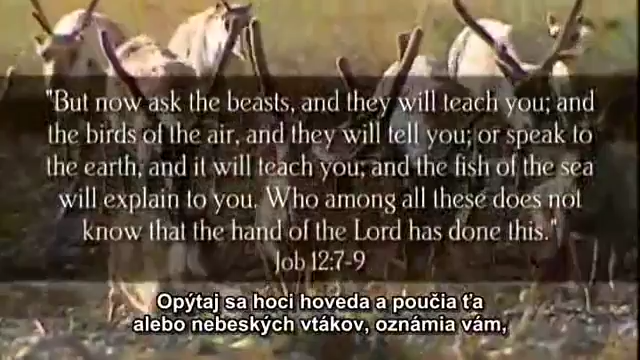 "But now ask the beasts, and they will teach you; and
the birds of the air, and they will tell you; or speak to
the earth, and it will teach you; and the fish of the sea
will explain to you. Who among all these does not
know that the hand of the Lord has done this."
Job 12:7-9
Opýtaj sa hoci hoveda a poučia ťa
alebo nebeských vtákov, oznámia vám,